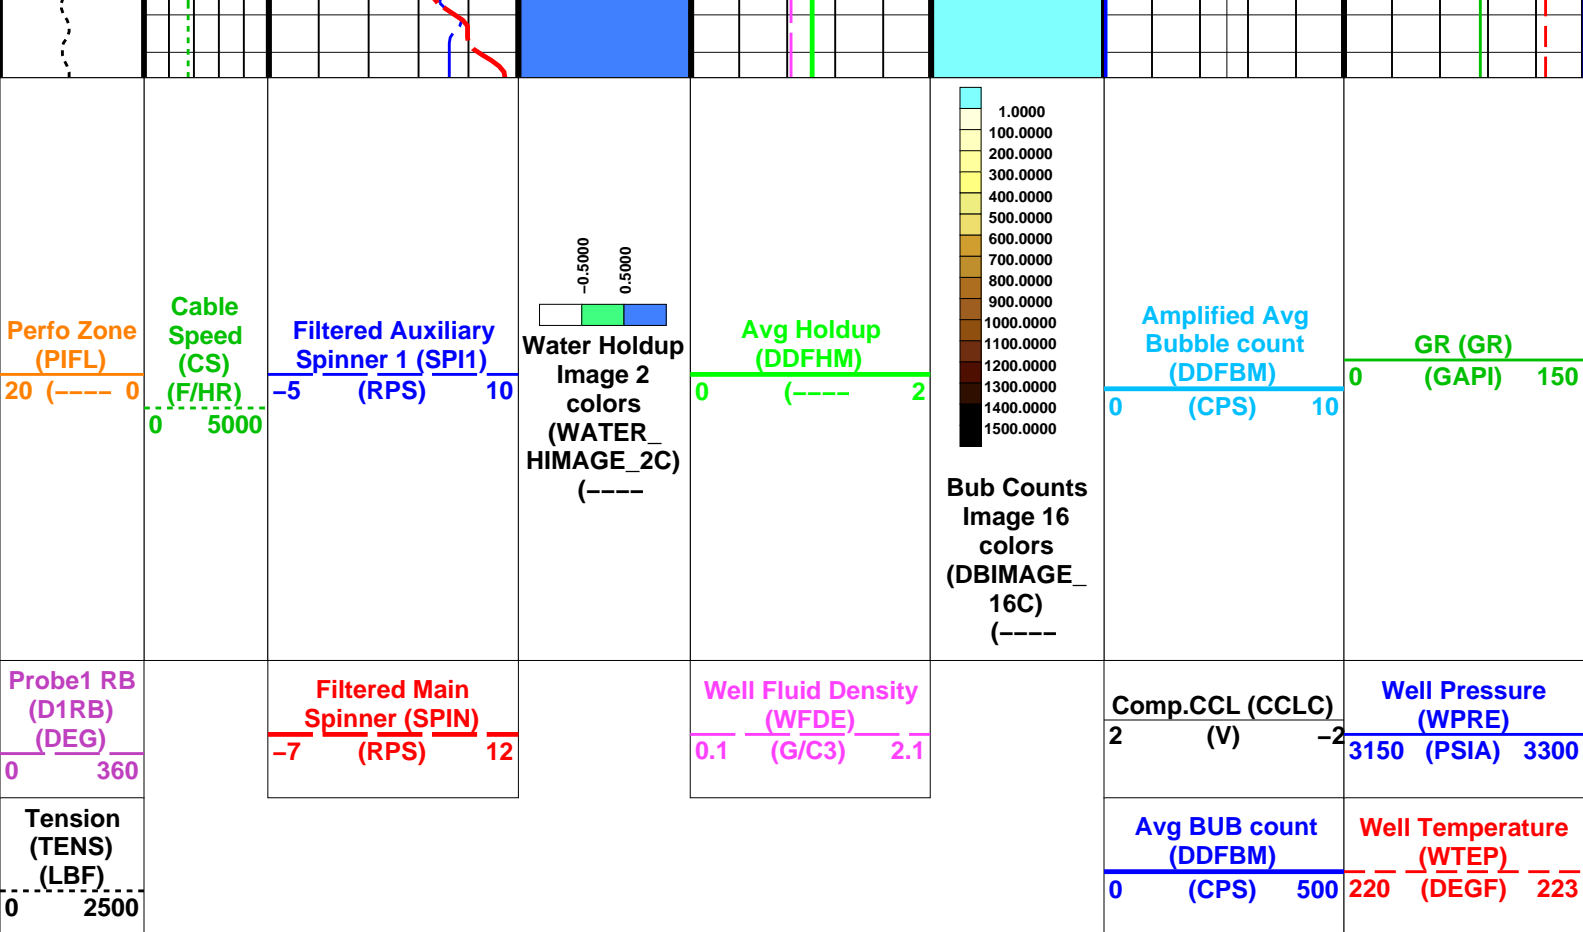 Perfo Zone
(PIFL)
20 (−−−− 0
Cable
Speed
(CS)
(F/HR)
0 5000
Filtered Auxiliary
Spinner 1 (SPI1)
−5 (RPS) 10
−0.5000
0.5000
Water Holdup
Image 2
colors
(WATER_
HIMAGE_2C)
(−−−−
Avg Holdup
(DDFHM)
0 (−−−− 2
1.0000
100.0000
200.0000
300.0000
400.0000
500.0000
600.0000
700.0000
800.0000
900.0000
1000.0000
1100.0000
1200.0000
1300.0000
1400.0000
1500.0000
Bub Counts
Image 16
colors
(DBIMAGE_
16C)
(−−−−
Amplified Avg
Bubble count
(DDFBM)
0 (CPS) 10
GR (GR)
0 (GAPI) 150
Probe1 RB
(D1RB)
(DEG)
0 360
Filtered Main
Spinner (SPIN)
−7 (RPS) 12
Well Fluid Density
(WFDE)
0.1 (G/C3) 2.1
Comp.CCL (CCLC)
2 (V) −2
Well Pressure
(WPRE)
3150 (PSIA) 3300
Tension
(TENS)
(LBF)
0 2500
Avg BUB count
(DDFBM)
0 (CPS) 500
Well Temperature
(WTEP)
220 (DEGF) 223